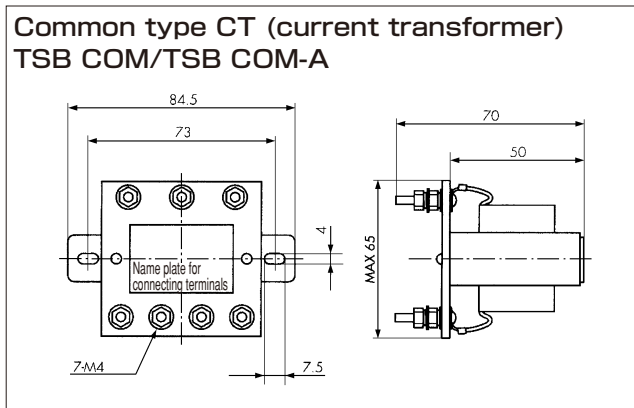 Common type CT (current transformer)
TSB COM/TSB COM-A
84.5
73
70
50
4
MAX 65
Name plate for
connecting terminals
7-M4
7.5